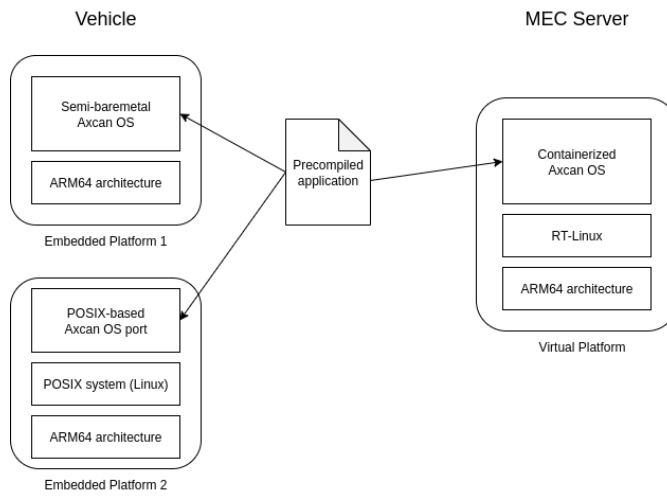 Vehicle
MEC Server
Semi-baremetal
Axcan OS
ARM64 architecture
Embedded Platform 1
Precompiled
application
Containerized
Axcan OS
RT-Linux
ARM64 architecture
Virtual Platform
POSIX-based
Axcan OS port
POSIX system (Linux)
ARM64 architecture
Embedded Platform 2